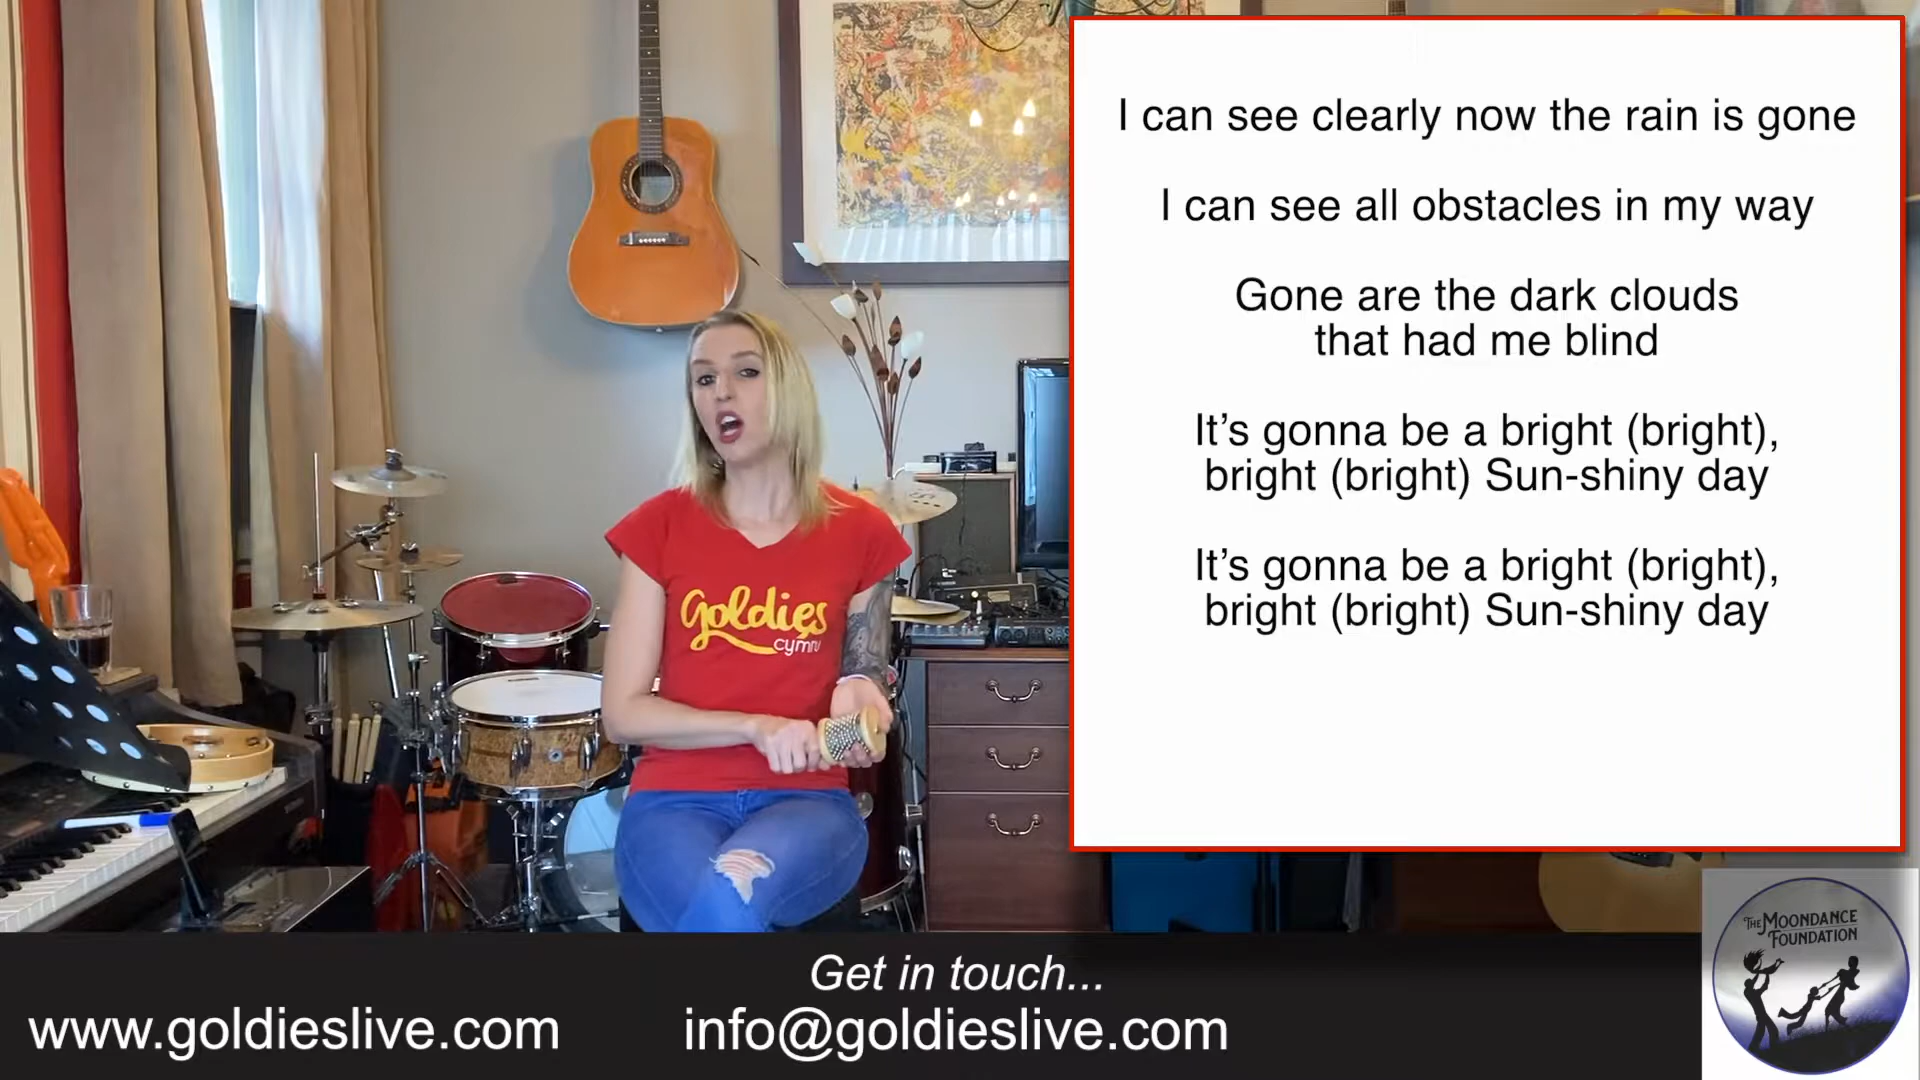 I can see clearly now the rain is gone
I can see all obstacles in my way
Gone are the dark clouds
that had me blind
It's gonna be a bright (bright),
bright (bright) Sun-shiny day
It's gonna be a bright (bright),
bright (bright) Sun-shiny day
Goldies
cymru
THE MOONDANCE
FOUNDATION
Get in touch...
www.goldieslive.com
info@goldieslive.com